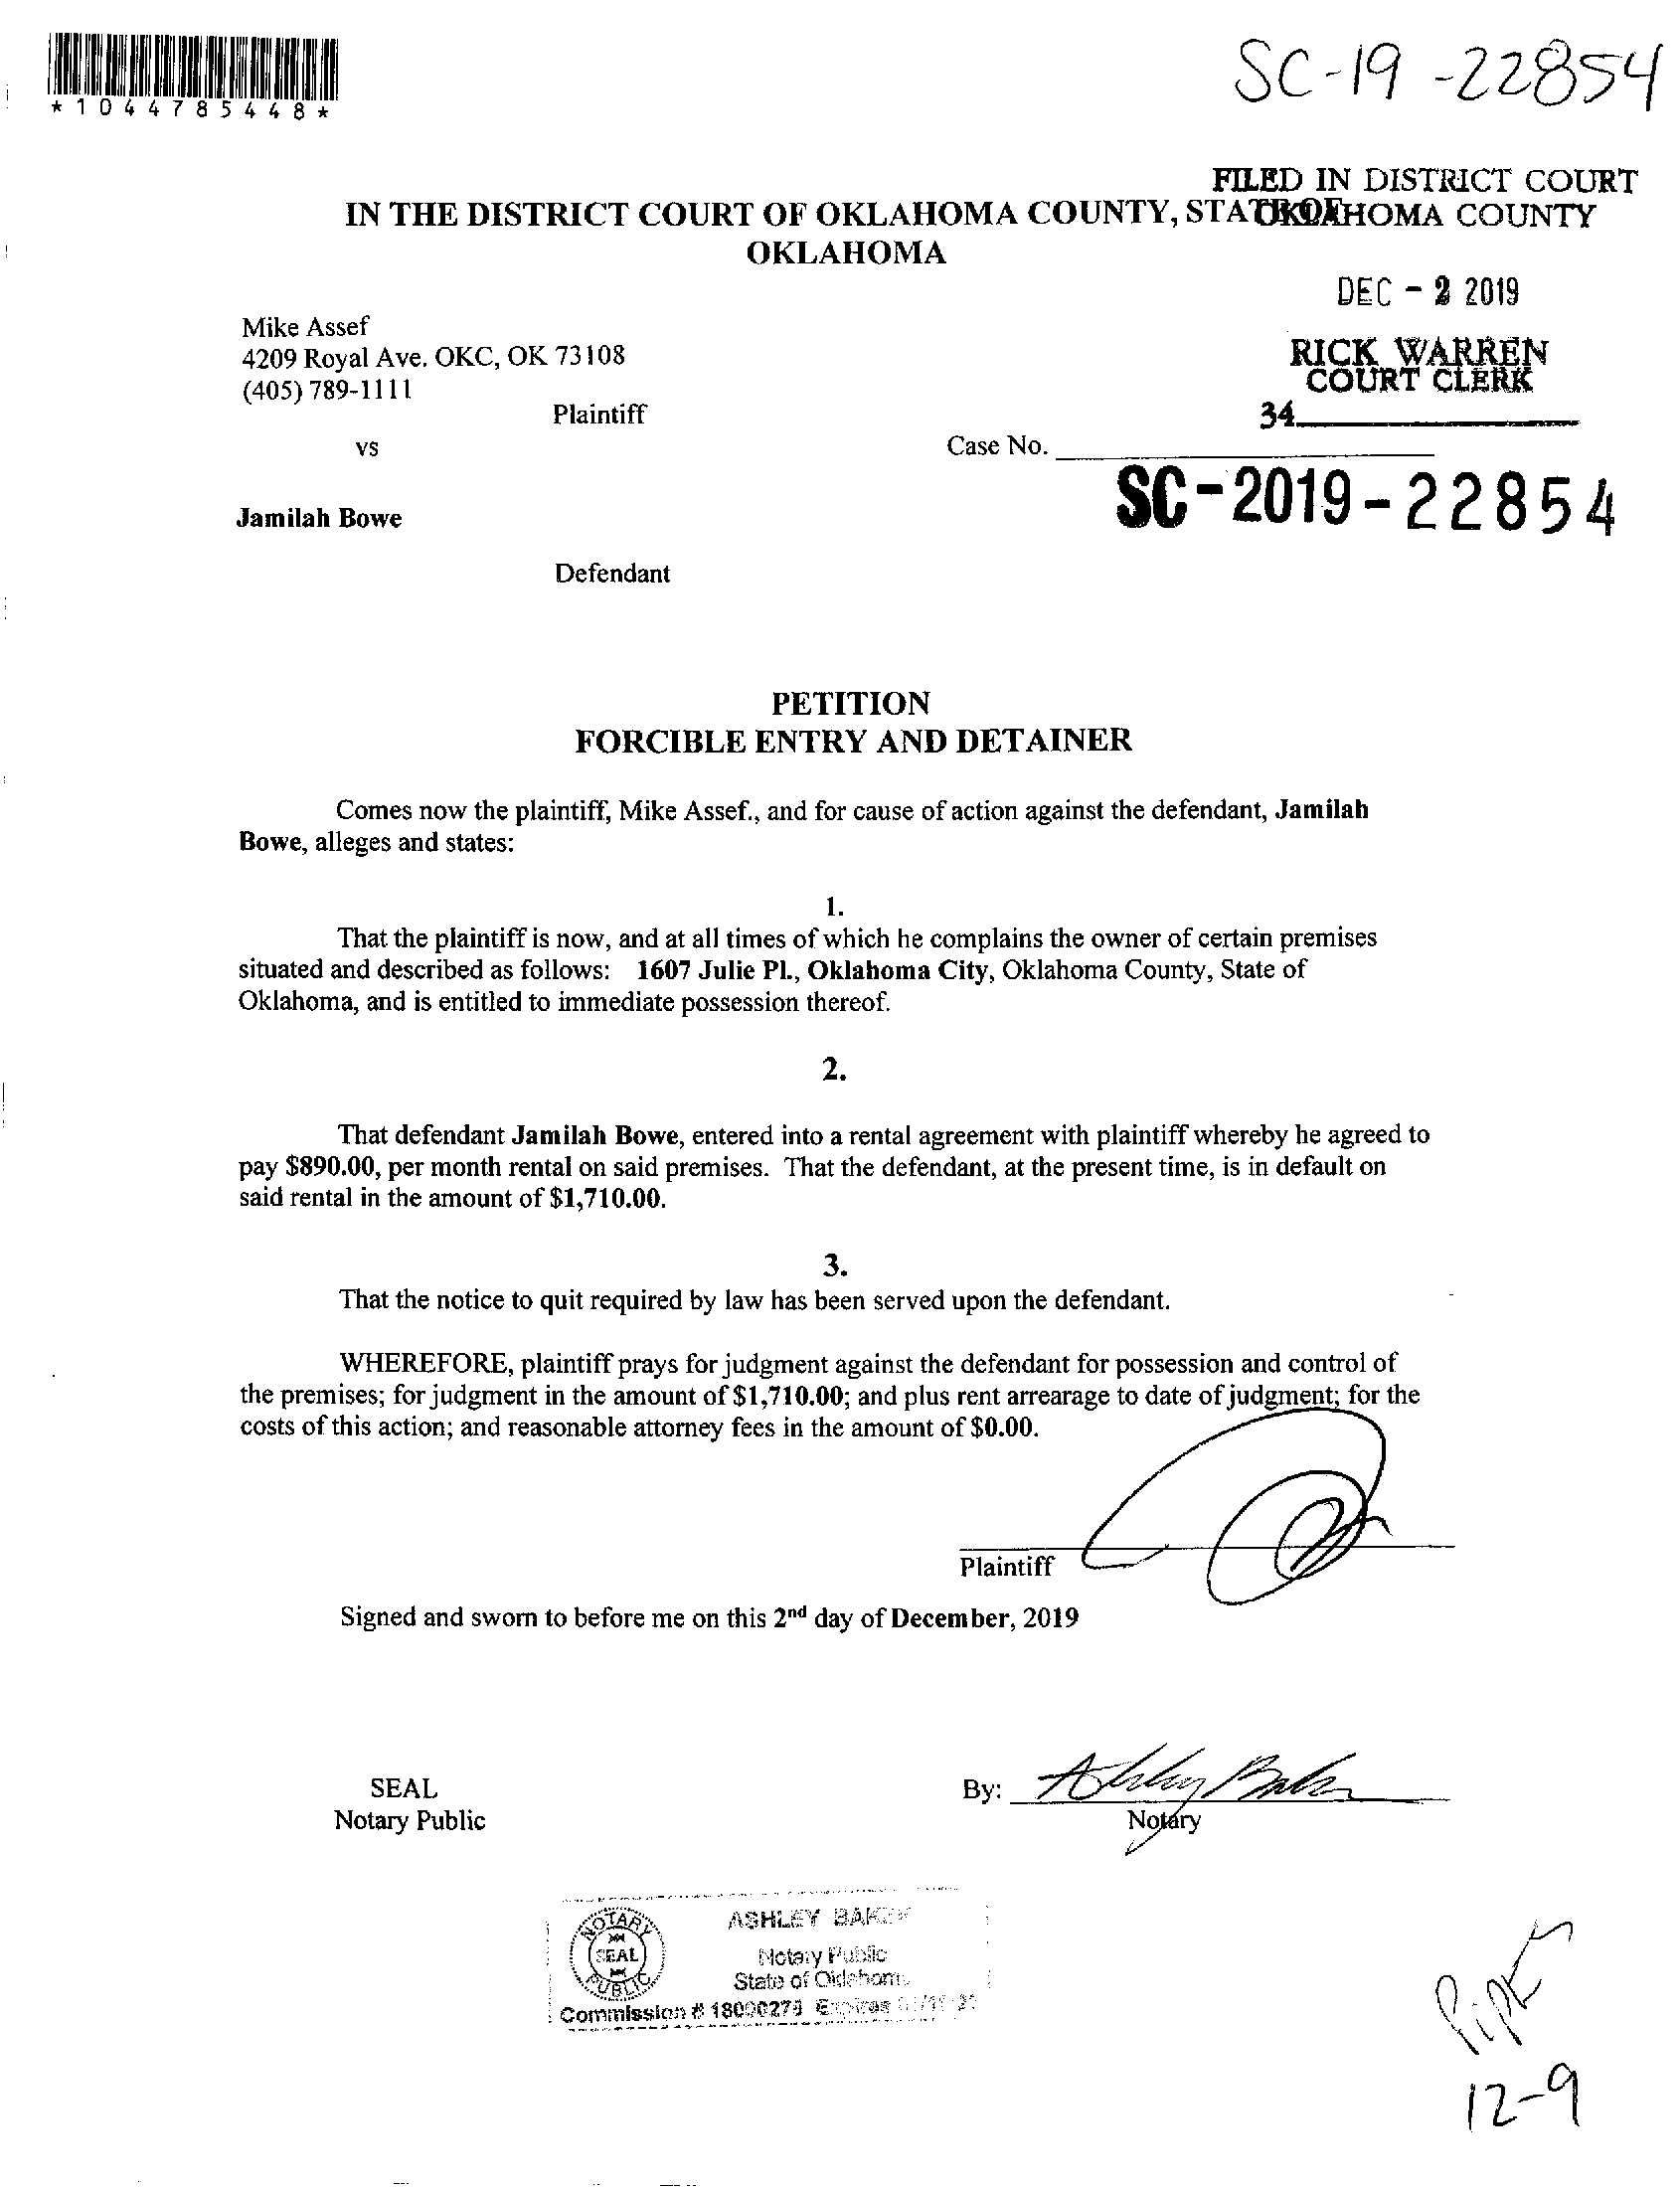 *1044785448*
SC-19-22854
FILED IN DISTRICT COURT
OKLAHOMA COUNTY
IN THE DISTRICT COURT OF OKLAHOMA COUNTY, STATE OF
OKLAHOMA
DEC - 2 2019
Mike Assef
4209 Royal Ave. OKC, OK 73108
(405) 789-1111
RICK WARREN
COURT CLERK
34
Plaintiff
vs
Case No.
SC-2019-22854
Jamilah Bowe
Defendant
PETITION
FORCIBLE ENTRY AND DETAINER
Comes now the plaintiff, Mike Assef., and for cause of action against the defendant, Jamilah
Bowe, alleges and states:
1.
That the plaintiff is now, and at all times of which he complains the owner of certain premises
situated and described as follows: 1607 Julie Pl., Oklahoma City, Oklahoma County, State of
Oklahoma, and is entitled to immediate possession thereof.
2.
That defendant Jamilah Bowe, entered into a rental agreement with plaintiff whereby he agreed to
pay $890.00, per month rental on said premises. That the defendant, at the present time, is in default on
said rental in the amount of $1,710.00.
3.
That the notice to quit required by law has been served upon the defendant.
WHEREFORE, plaintiff prays for judgment against the defendant for possession and control of
the premises; for judgment in the amount of $1,710.00; and plus rent arrearage to date of judgment; for the
costs of this action; and reasonable attorney fees in the amount of $0.00.
Plaintiff
Signed and sworn to before me on this 2nd day of December, 2019
SEAL
Notary Public
By: Ashley Baker
Notary
NOTARY
SEAL
PUBLIC
ASHLEY BAKER
Notary Public
State of Oklahoma
Commission # 18000278 Expires
12-9